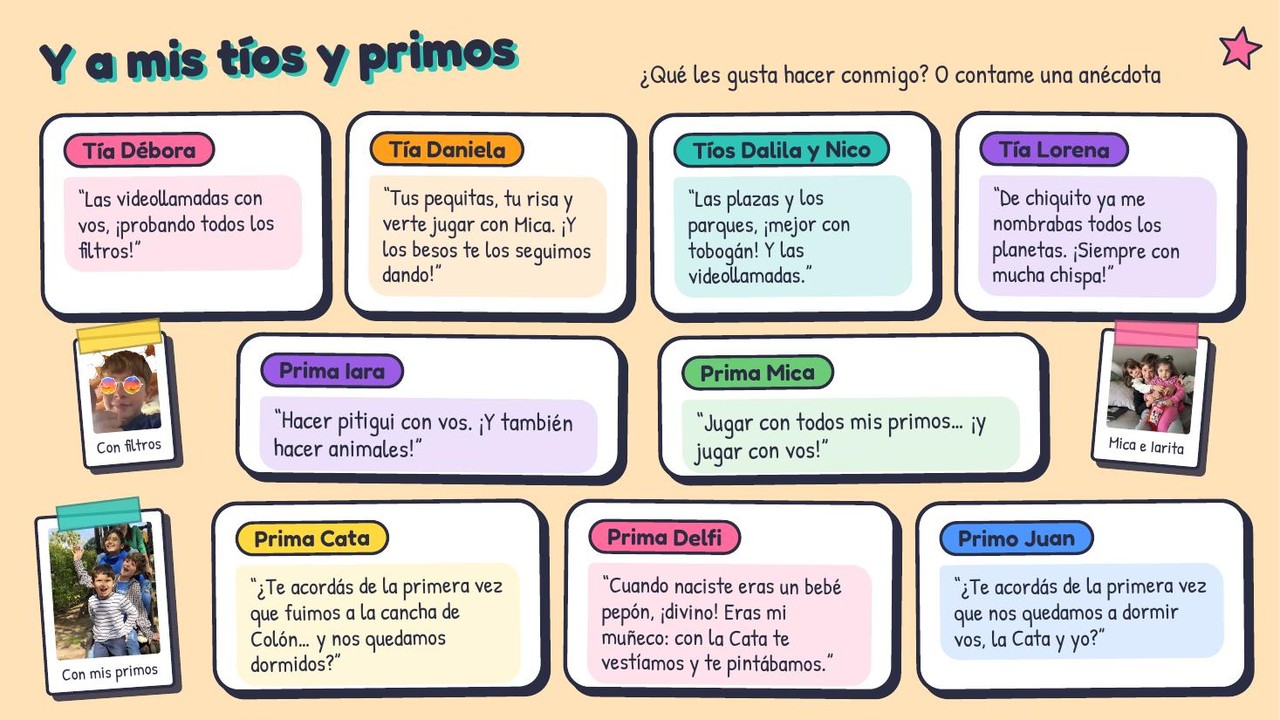 Y a mis tíos y primos
¿Qué les gusta hacer conmigo? O contame una anécdota
Tía Débora
“Las videollamadas con
vos, ¡probando todos los
filtros!”
Tía Daniela
“Tus pequitas, tu risa y
verte jugar con Mica. ¡Y
los besos te los seguimos
dando!”
Tíos Dalila y Nico
“Las plazas y los
parques, ¡mejor con
tobogán! Y las
videollamadas.”
Tía Lorena
“De chiquito ya me
nombrabas todos los
planetas. ¡Siempre con
mucha chispa!”
Con filtros
Prima Iara
“Hacer pitigui con vos. ¡Y también
hacer animales!”
Prima Mica
“Jugar con todos mis primos... ¡y
jugar con vos!”
Mica e Iarita
Con mis primos
Prima Cata
“¿Te acordás de la primera vez
que fuimos a la cancha de
Colón... y nos quedamos
dormidos?”
Prima Delfi
“Cuando naciste eras un bebé
pepón, ¡divino! Eras mi
muñeco: con la Cata te
vestíamos y te pintábamos.”
Primo Juan
“¿Te acordás de la primera vez
que nos quedamos a dormir
vos, la Cata y yo?”